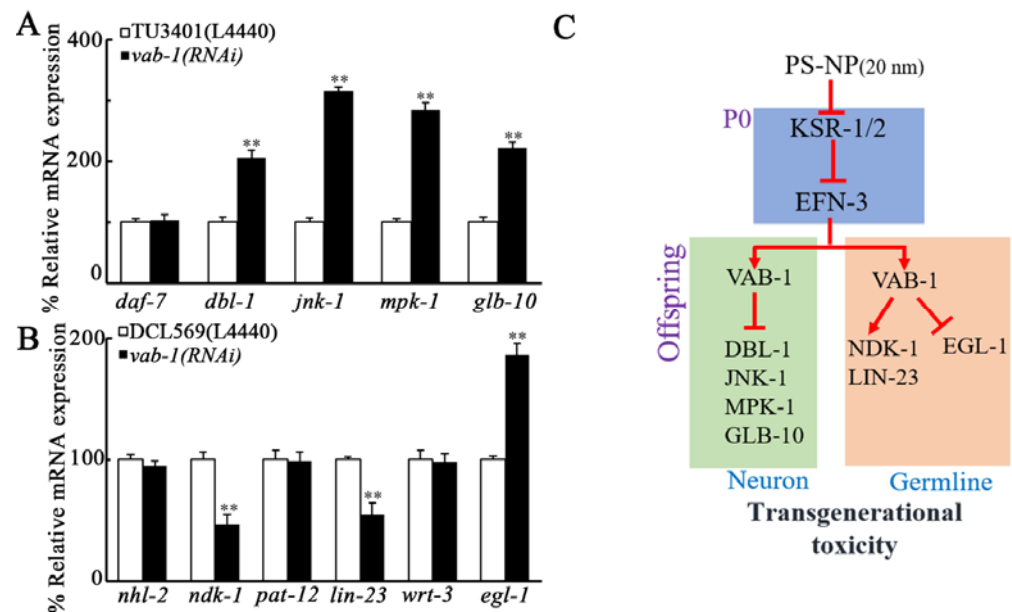 A
% Relative mRNA expression
400
200
0
TU3401(L4440)
vab-1(RNAi)
**
**
**
**
daf-7 dbl-1 jnk-1 mpk-1 glb-10
B
% Relative mRNA expression
200
100
0
DCL569(L4440)
vab-1(RNAi)
**
**
**
nhl-2 ndk-1 pat-12 lin-23 wrt-3 egl-1
C
PS-NP(20 nm)
P0
KSR-1/2
EFN-3
Offspring
VAB-1
DBL-1
JNK-1
MPK-1
GLB-10
VAB-1
NDK-1
LIN-23
EGL-1
Neuron
Germline
Transgenerational
toxicity